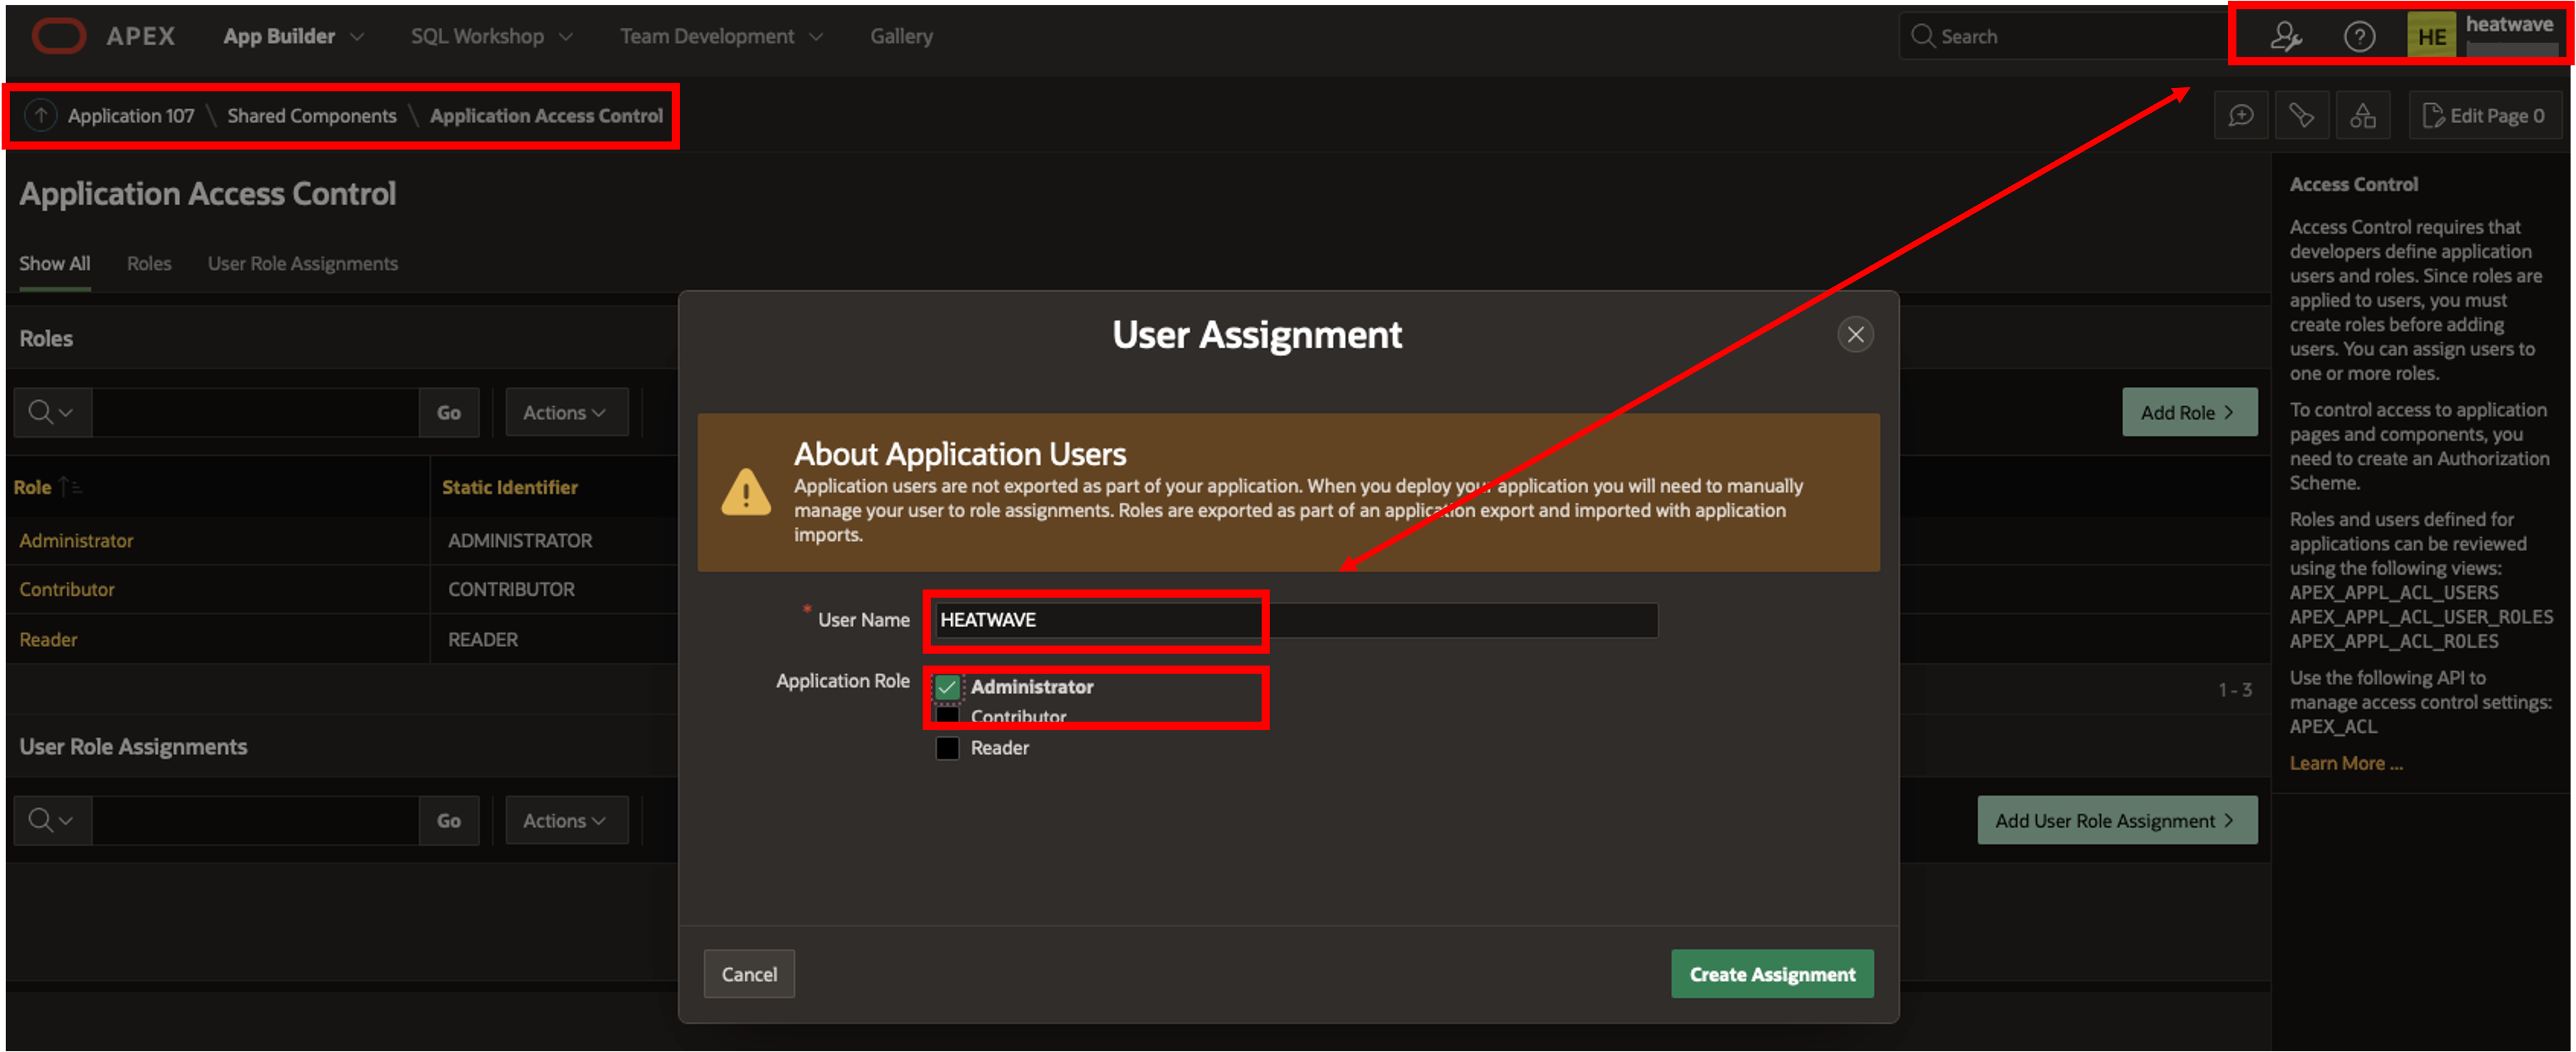 APEX App Builder SQL Workshop Team Development Gallery Search HE heatwave
Application 107 \ Shared Components \ Application Access Control
Edit Page 0
Application Access Control
Show All Roles User Role Assignments
Roles
Go Actions
Add Role
Role Static Identifier
Administrator ADMINISTRATOR
Contributor CONTRIBUTOR
Reader READER
1 - 3
User Role Assignments
Go Actions
Add User Role Assignment
User Assignment
About Application Users
Application users are not exported as part of your application. When you deploy your application you will need to manually
manage your user to role assignments. Roles are exported as part of an application export and imported with application
imports.
* User Name HEATWAVE
Application Role
Administrator
Contributor
Reader
Cancel
Create Assignment
Access Control
Access Control requires that
developers define application
users and roles. Since roles are
applied to users, you must
create roles before adding
users. You can assign users to
one or more roles.
To control access to application
pages and components, you
need to create an Authorization
Scheme.
Roles and users defined for
applications can be reviewed
using the following views:
APEX_APPL_ACL_USERS
APEX_APPL_ACL_USER_ROLES
APEX_APPL_ACL_ROLES
Use the following API to
manage access control settings:
APEX_ACL
Learn More ...